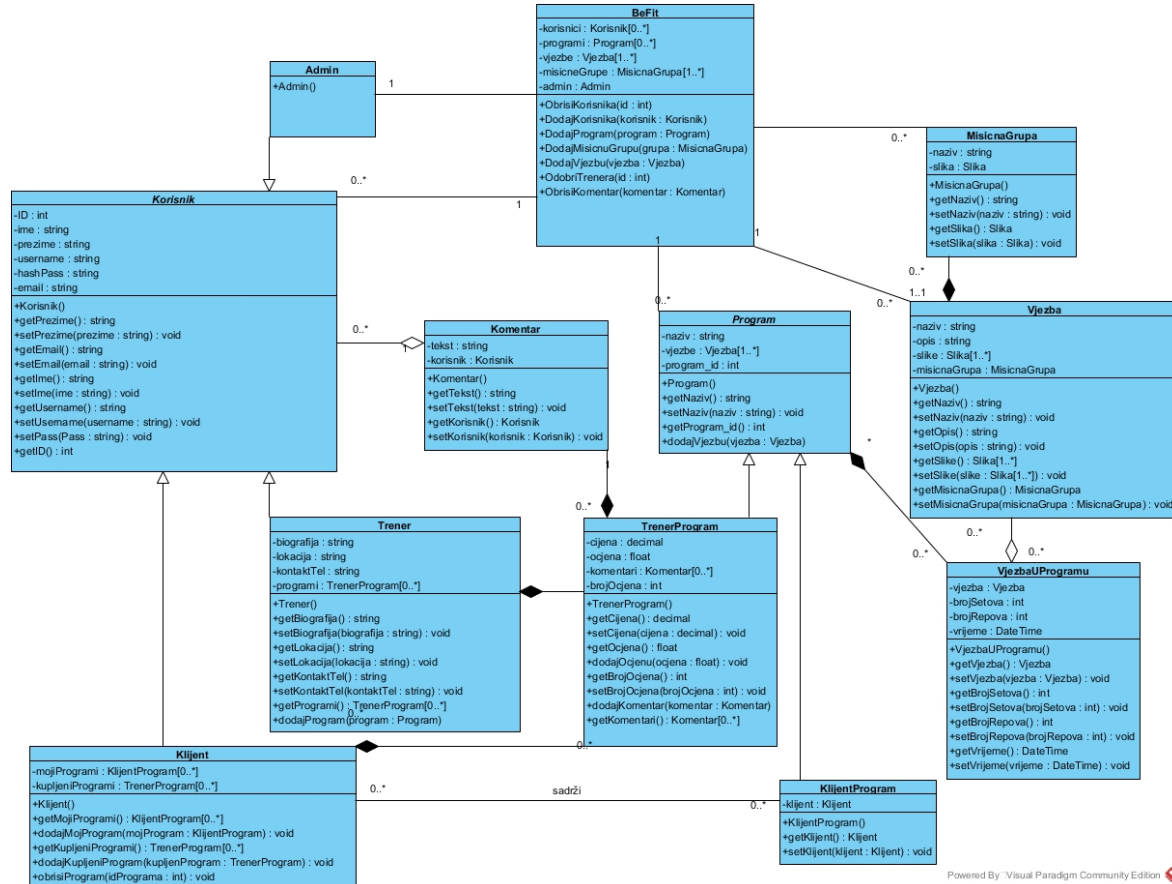 BeFit
-korisnici : Korisnik[0..*]
-programi : Program[0..*]
-vjezbe : Vjezba[1..*]
-misicneGrupe : MisicnaGrupa[1..*]
-admin : Admin
+ObrisiKorisnika(id : int)
+DodajKorisnika(korisnik : Korisnik)
+DodajProgram(program : Program)
+DodajMisicnuGrupu(grupa : MisicnaGrupa)
+DodajVjezbu(vjezba : Vjezba)
+OdobriTrenera(id : int)
+ObrisiKomentar(komentar : Komentar)
Admin
+Admin()
1
0..*
1
0..*
1
1
0..*
0..*
MisicnaGrupa
-naziv : string
-slika : Slika
+MisicnaGrupa()
+getNaziv() : string
+setNaziv(naziv : string) : void
+getSlika() : Slika
+setSlika(slika : Slika) : void
0..*
1..1
Korisnik
-ID : int
-ime : string
-prezime : string
-username : string
-hashPass : string
-email : string
+Korisnik()
+getPrezime() : string
+setPrezime(prezime : string) : void
+getEmail() : string
+setEmail(email : string) : void
+getIme() : string
+setIme(ime : string) : void
+getUsername() : string
+setUsername(username : string) : void
+setPass(Pass : string) : void
+getID() : int
0..*
1
Komentar
-tekst : string
-korisnik : Korisnik
+Komentar()
+getTekst() : string
+setTekst(tekst : string) : void
+getKorisnik() : Korisnik
+setKorisnik(korisnik : Korisnik) : void
1
0..*
Program
-naziv : string
-vjezbe : Vjezba[1..*]
-program_id : int
+Program()
+getNaziv() : string
+setNaziv(naziv : string) : void
+getProgram_id() : int
+dodajVjezbu(vjezba : Vjezba)
*
0..*
Vjezba
-naziv : string
-opis : string
-slike : Slika[1..*]
-misicnaGrupa : MisicnaGrupa
+Vjezba()
+getNaziv() : string
+setNaziv(naziv : string) : void
+getOpis() : string
+setOpis(opis : string) : void
+getSlike() : Slika[1..*]
+setSlike(slike : Slika[1..*]) : void
+getMisicnaGrupa() : MisicnaGrupa
+setMisicnaGrupa(misicnaGrupa : MisicnaGrupa) : void
0..*
0..*
Trener
-biografija : string
-lokacija : string
-kontaktTel : string
-programi : TrenerProgram[0..*]
+Trener()
+getBiografija() : string
+setBiografija(biografija : string) : void
+getLokacija() : string
+setLokacija(lokacija : string) : void
+getKontaktTel() : string
+setKontaktTel(kontaktTel : string) : void
+getProgrami() : TrenerProgram[0..*]
+dodajProgram(program : Program)
0..*
TrenerProgram
-cijena : decimal
-ocjena : float
-komentari : Komentar[0..*]
-brojOcjena : int
+TrenerProgram()
+getCijena() : decimal
+setCijena(cijena : decimal) : void
+getOcjena() : float
+dodajOcjenu(ocjena : float) : void
+getBrojOcjena() : int
+setBrojOcjena(brojOcjena : int) : void
+dodajKomentar(komentar : Komentar)
+getKomentari() : Komentar[0..*]
0..*
VjezbaUProgramu
-vjezba : Vjezba
-brojSetova : int
-brojRepova : int
-vrijeme : DateTime
+VjezbaUProgramu()
+getVjezba() : Vjezba
+setVjezba(vjezba : Vjezba) : void
+getBrojSetova() : int
+setBrojSetova(brojSetova : int) : void
+getBrojRepova() : int
+setBrojRepova(brojRepova : int) : void
+getVrijeme() : DateTime
+setVrijeme(vrijeme : DateTime) : void
Klijent
-mojiProgrami : KlijentProgram[0..*]
-kupljeniProgrami : TrenerProgram[0..*]
+Klijent()
+getMojiProgrami() : KlijentProgram[0..*]
+dodajMojProgram(mojProgram : KlijentProgram) : void
+getKupljeniProgrami() : TrenerProgram[0..*]
+dodajKupljeniProgram(kupljenProgram : TrenerProgram) : void
+obrisiProgram(idPrograma : int) : void
0..*
sadrži
0..*
KlijentProgram
-klijent : Klijent
+KlijentProgram()
+getKlijent() : Klijent
+setKlijent(klijent : Klijent) : void
Powered By Visual Paradigm Community Edition